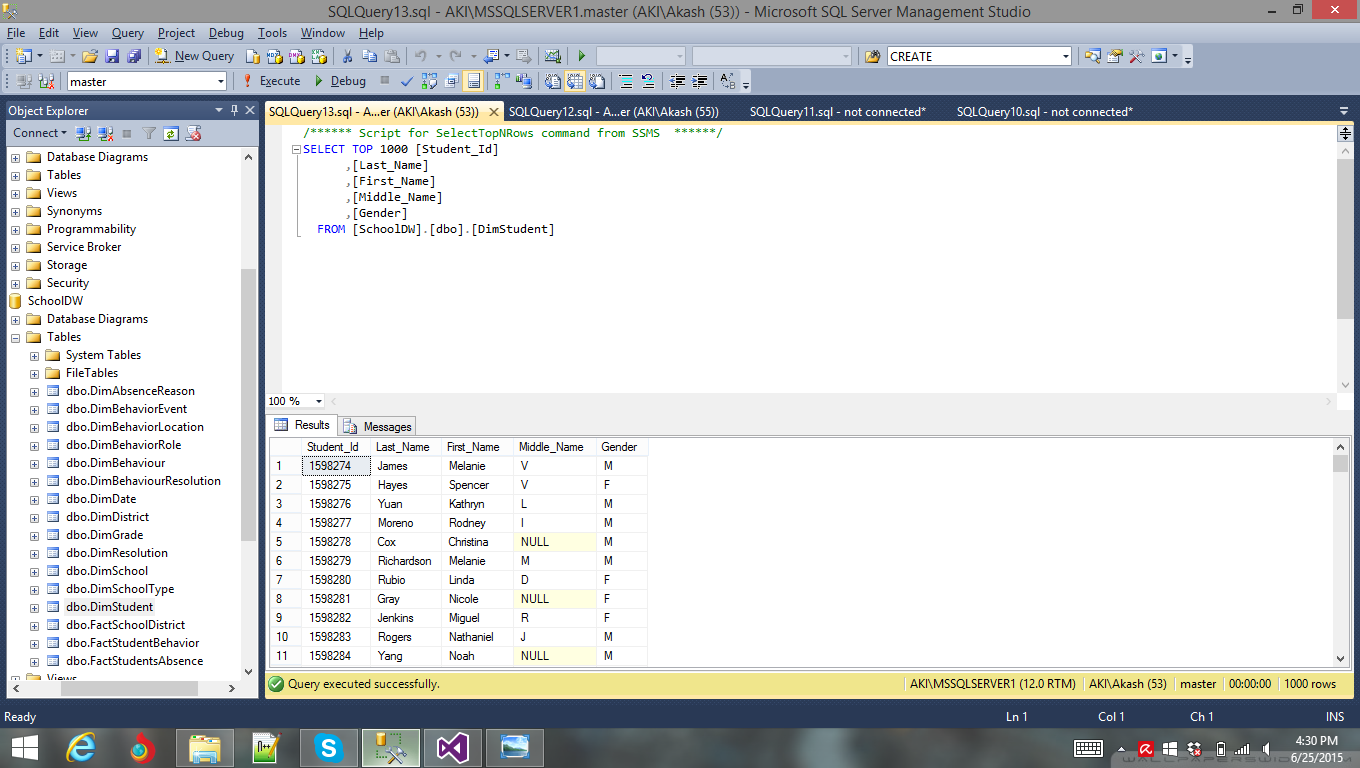 SQLQuery13.sql - AKI\MSSQLSERVER1.master (AKI\Akash (53)) - Microsoft SQL Server Management Studio
File Edit View Query Project Debug Tools Window Help
New Query CREATE
master Execute Debug
Object Explorer
Connect
Database Diagrams
Tables
Views
Synonyms
Programmability
Service Broker
Storage
Security
SchoolDW
Database Diagrams
Tables
System Tables
FileTables
dbo.DimAbsenceReason
dbo.DimBehaviorEvent
dbo.DimBehaviorLocation
dbo.DimBehaviorRole
dbo.DimBehaviour
dbo.DimBehaviourResolution
dbo.DimDate
dbo.DimDistrict
dbo.DimGrade
dbo.DimResolution
dbo.DimSchool
dbo.DimSchoolType
dbo.DimStudent
dbo.FactSchoolDistrict
dbo.FactStudentBehavior
dbo.FactStudentsAbsence
Views
SQLQuery13.sql - A...er (AKI\Akash (53)) SQLQuery12.sql - A...er (AKI\Akash (55)) SQLQuery11.sql - not connected* SQLQuery10.sql - not connected*
/****** Script for SelectTopNRows command from SSMS ******/
SELECT TOP 1000 [Student_Id]
,[Last_Name]
,[First_Name]
,[Middle_Name]
,[Gender]
FROM [SchoolDW].[dbo].[DimStudent]
100 %
Results Messages
Student_Id Last_Name First_Name Middle_Name Gender
1 1598274 James Melanie V M
2 1598275 Hayes Spencer V F
3 1598276 Yuan Kathryn L M
4 1598277 Moreno Rodney I M
5 1598278 Cox Christina NULL M
6 1598279 Richardson Melanie M M
7 1598280 Rubio Linda D F
8 1598281 Gray Nicole NULL F
9 1598282 Jenkins Miguel R F
10 1598283 Rogers Nathaniel J M
11 1598284 Yang Noah NULL M
Query executed successfully. AKI\MSSQLSERVER1 (12.0 RTM) AKI\Akash (53) master 00:00:00 1000 rows
Ready Ln 1 Col 1 Ch 1 INS
4:30 PM
6/25/2015